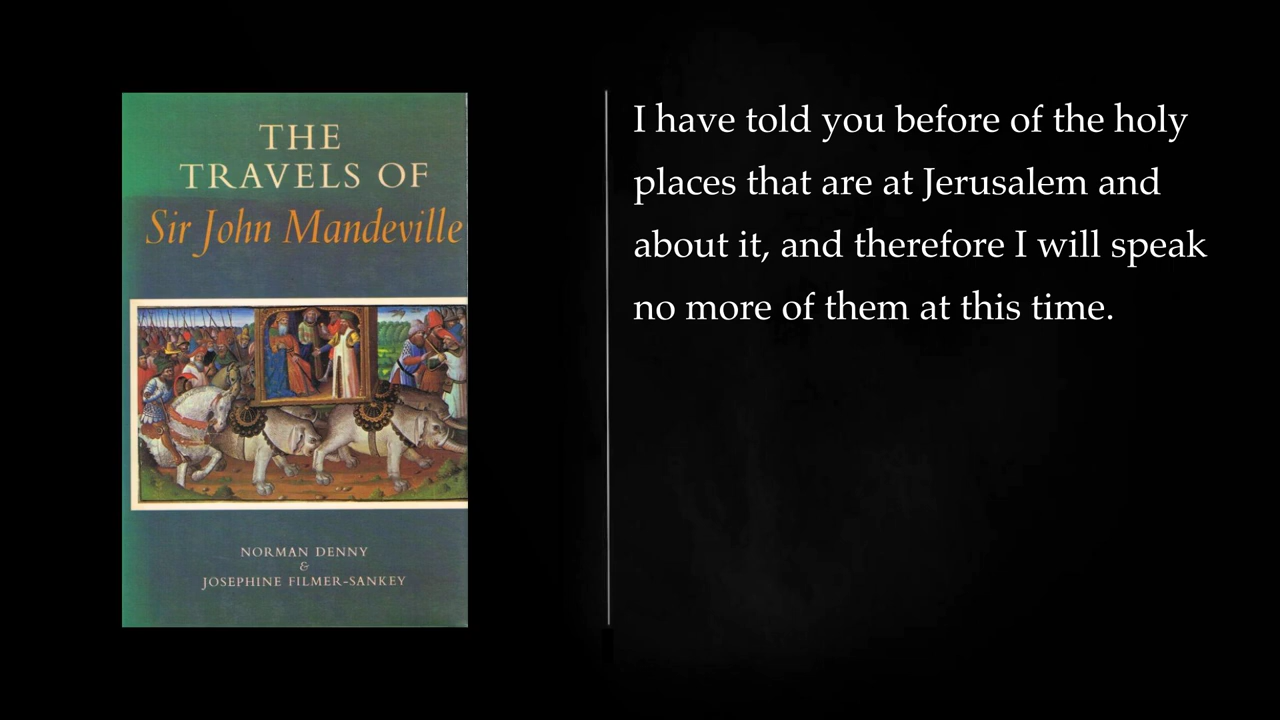 THE
TRAVELS OF
Sir John Mandeville
NORMAN DENNY
&
JOSEPHINE FILMER-SANKEY
I have told you before of the holy
places that are at Jerusalem and
about it, and therefore I will speak
no more of them at this time.